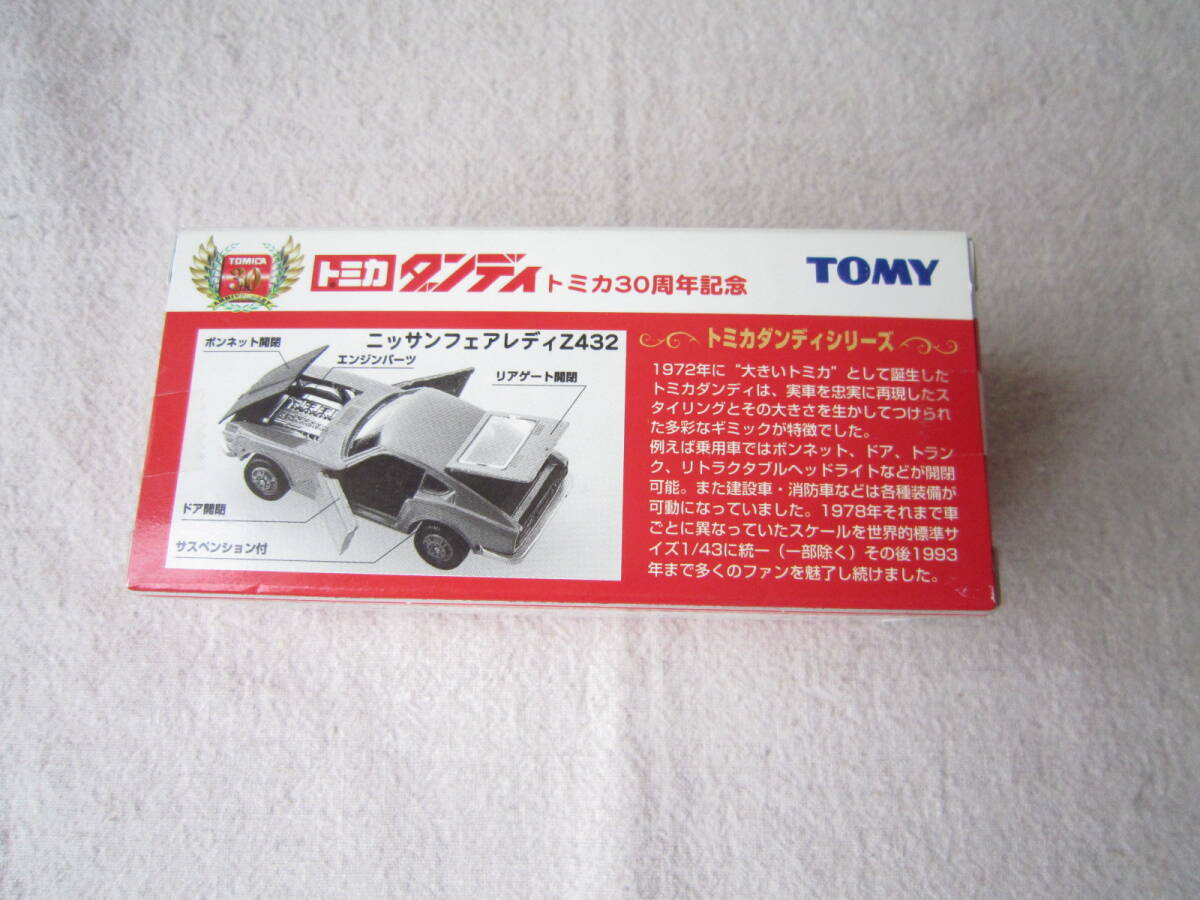 TOMICA
30
トミカ ダンディ トミカ30周年記念
TOMY
ニッサンフェアレディZ432
ボンネット開閉
エンジンパーツ
リアゲート開閉
ドア開閉
サスペンション付
トミカダンディシリーズ
1972年に“大きいトミカ”として誕生した
トミカダンディは、実車を忠実に再現したス
タイリングとその大きさを生かしてつけられ
た多彩なギミックが特徴でした。
例えば乗用車ではボンネット、ドア、トラン
ク、リトラクタブルヘッドライトなどが開閉
可能。また建設車・消防車などは各種装備が
可動になっていました。1978年それまで車
ごとに異なっていたスケールを世界的標準サ
イズ1/43に統一（一部除く）その後1993
年まで多くのファンを魅了し続けました。